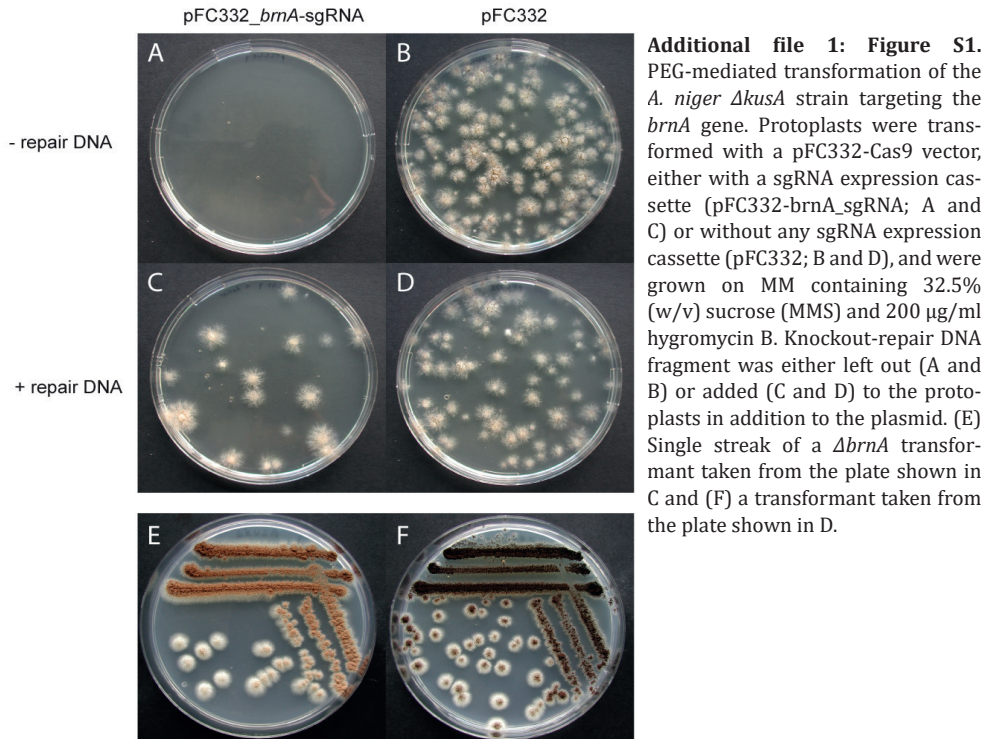 pFC332_brnA-sgRNA
pFC332
A
B
- repair DNA
C
D
+ repair DNA
E
F
Additional file 1: Figure S1.
PEG-mediated transformation of the
A. niger ΔkusA strain targeting the
brnA gene. Protoplasts were trans-
formed with a pFC332-Cas9 vector,
either with a sgRNA expression cas-
sette (pFC332-brnA_sgRNA; A and
C) or without any sgRNA expression
cassette (pFC332; B and D), and were
grown on MM containing 32.5%
(w/v) sucrose (MMS) and 200 µg/ml
hygromycin B. Knockout-repair DNA
fragment was either left out (A and
B) or added (C and D) to the proto-
plasts in addition to the plasmid. (E)
Single streak of a ΔbrnA transfor-
mant taken from the plate shown in
C and (F) a transformant taken from
the plate shown in D.